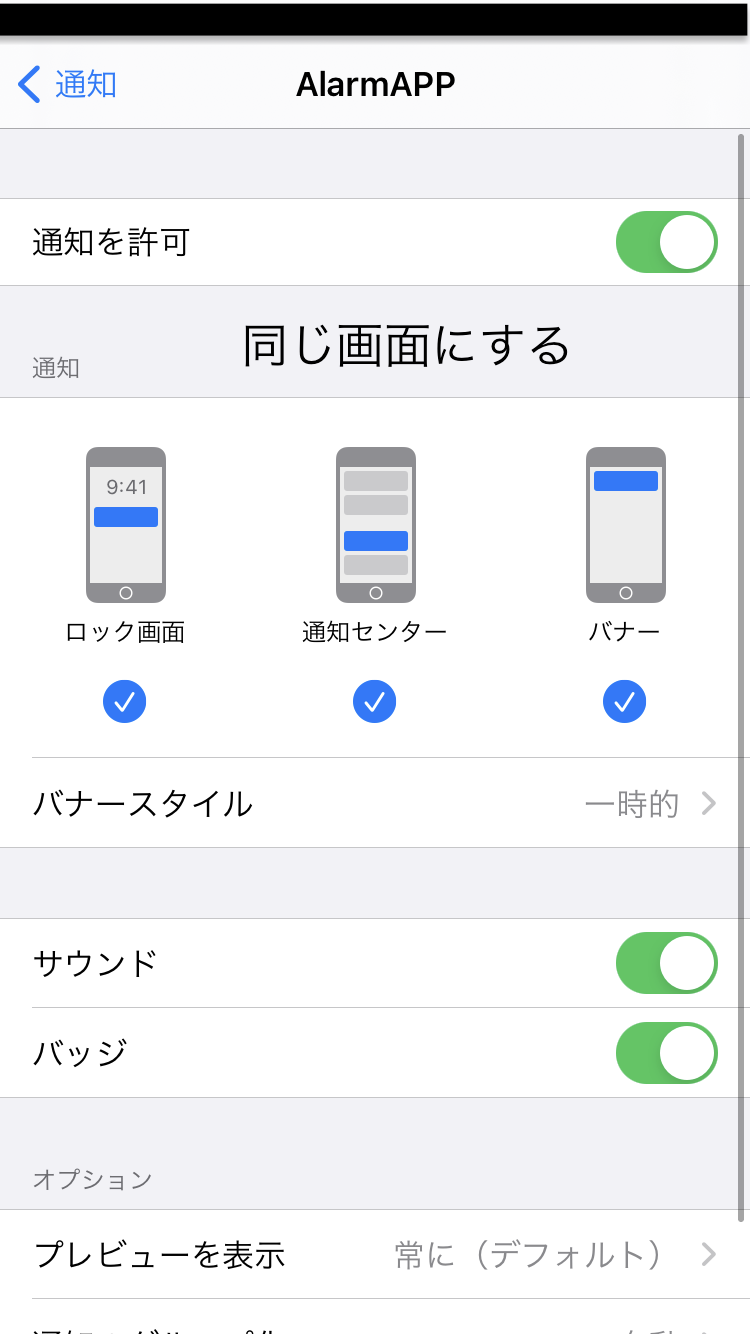 通知
AlarmAPP
通知を許可
同じ画面にする
通知
9:41
ロック画面
通知センター
バナー
バナースタイル
一時的
サウンド
バッジ
オプション
プレビューを表示
常に（デフォルト）